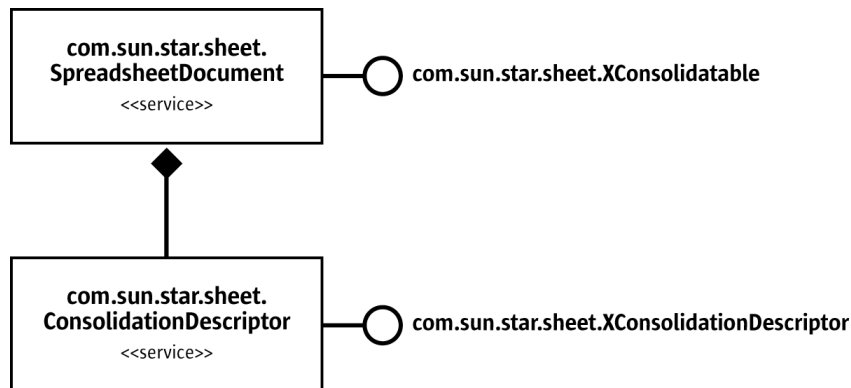 com.sun.star.sheet.
SpreadsheetDocument
<<service>>
com.sun.star.sheet.XConsolidatable
com.sun.star.sheet.
ConsolidationDescriptor
<<service>>
com.sun.star.sheet.XConsolidationDescriptor